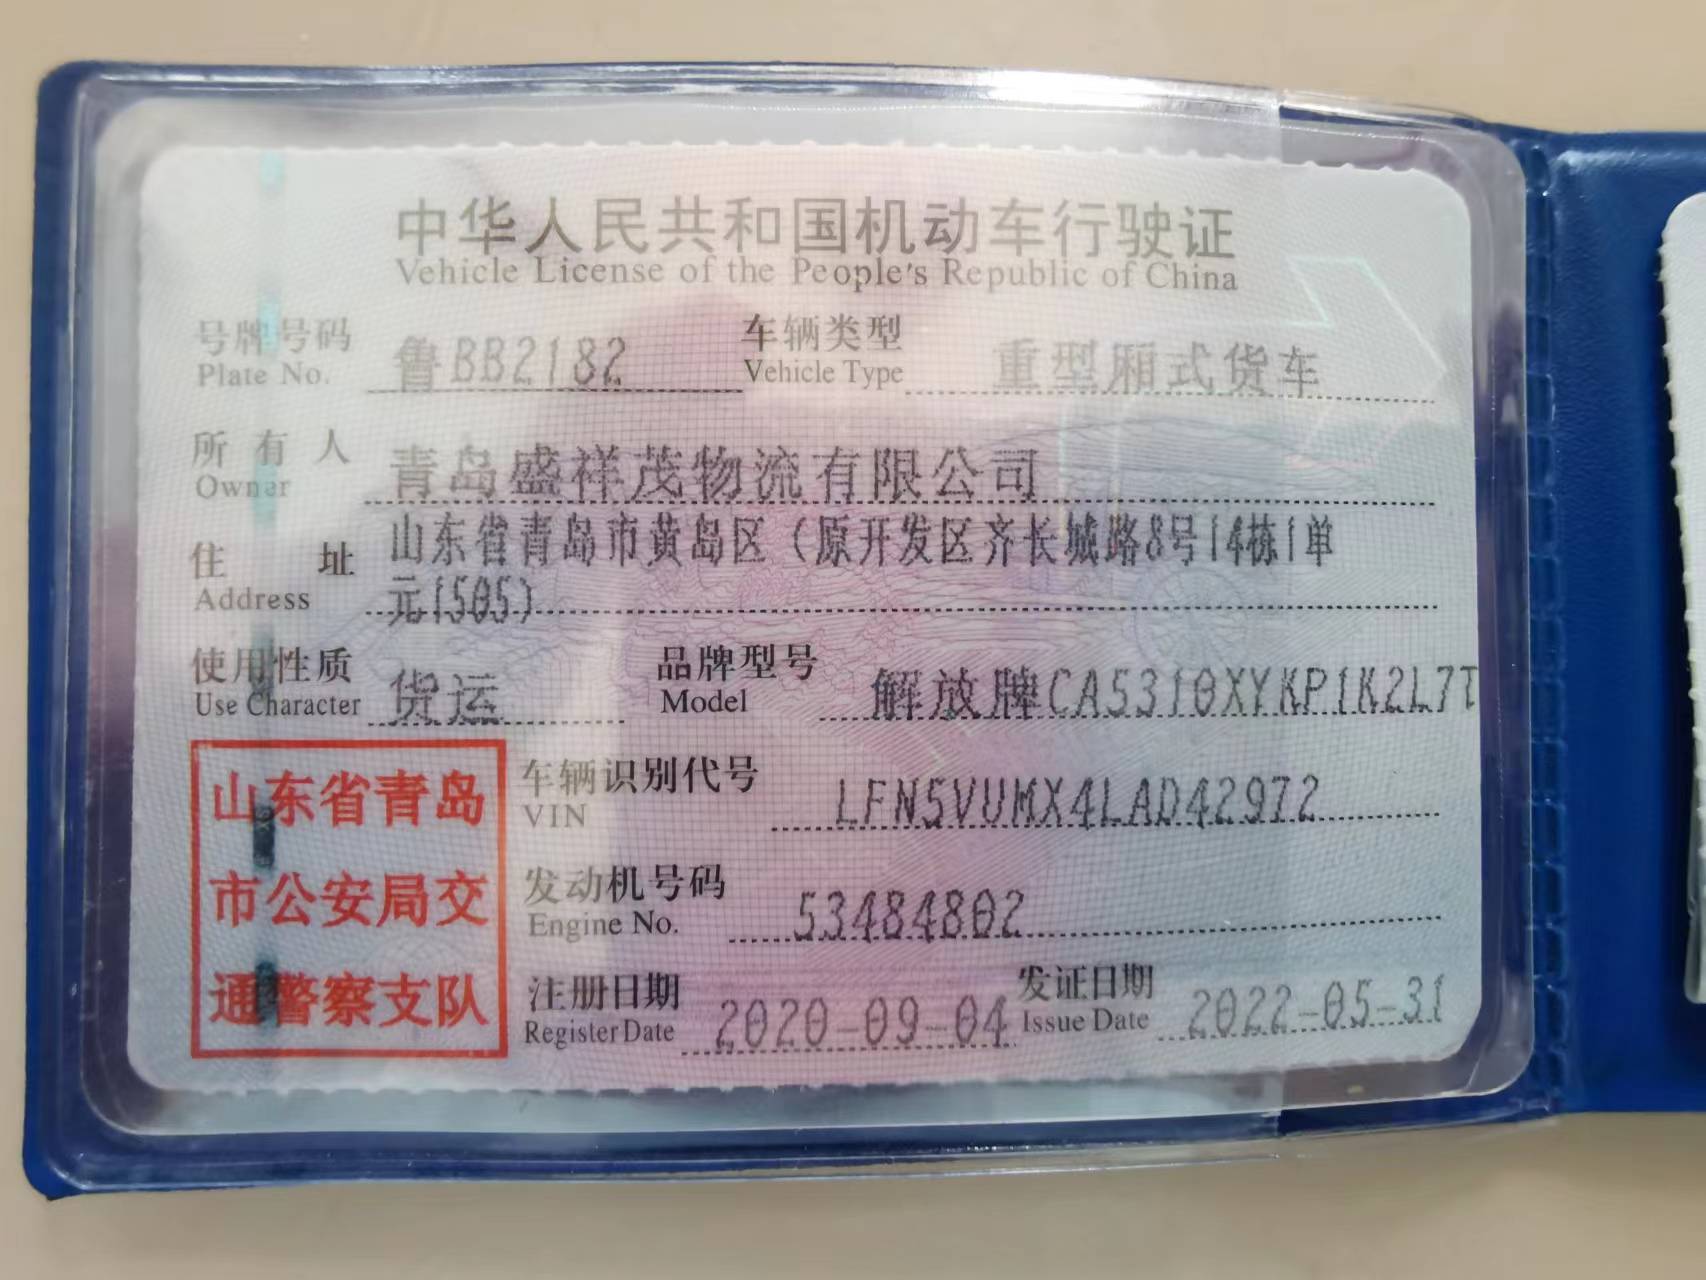 中华人民共和国机动车行驶证
Vehicle License of the People's Republic of China
号牌号码 鲁BB2182 车辆类型 重型厢式货车
Plate No. Vehicle Type
所有人 青岛盛祥茂物流有限公司
Owner
住址 山东省青岛市黄岛区（原开发区齐长城路8号14栋1单
Address 元(505)
使用性质 货运 品牌型号 解放牌CA5310XYKP1K2L7T
Use Character Model
山东省青岛
市公安局交
通警察支队
车辆识别代号 LFN5VUMX4LAD42972
VIN
发动机号码 53484802
Engine No.
注册日期 2020-09-04 发证日期 2022-05-31
Register Date Issue Date